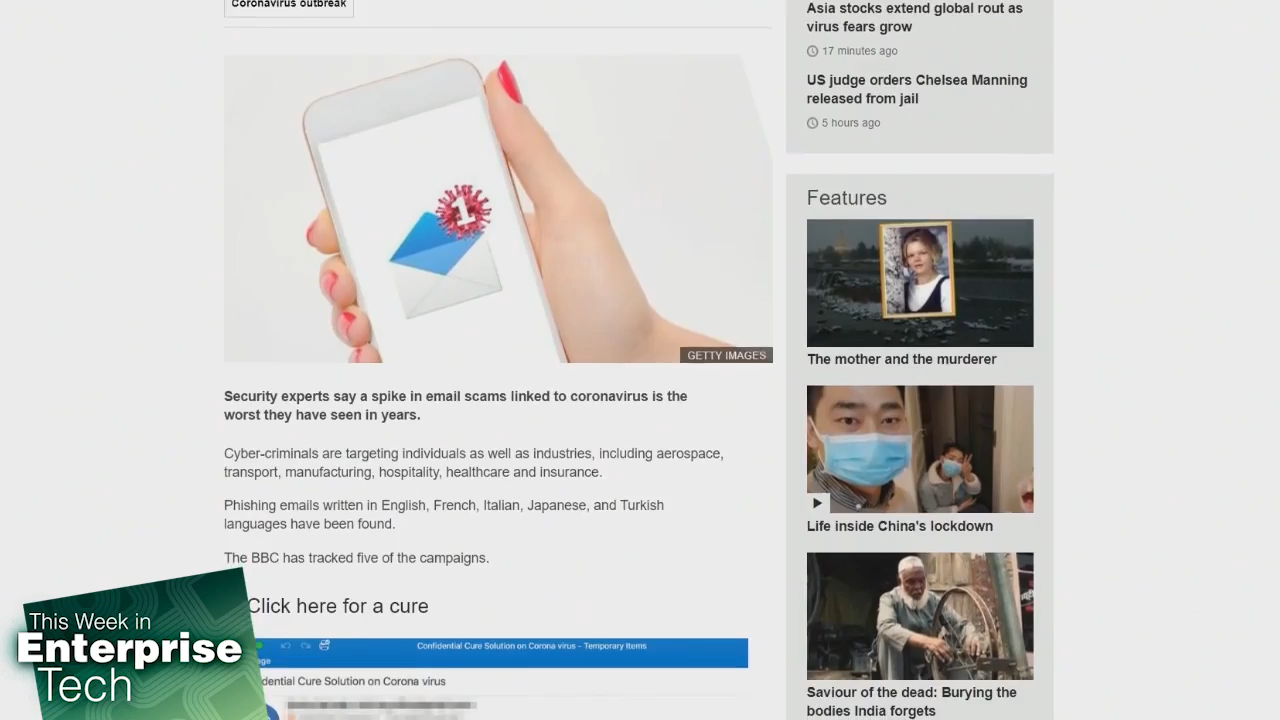 Coronavirus outbreak
1
GETTY IMAGES
Security experts say a spike in email scams linked to coronavirus is the
worst they have seen in years.
Cyber-criminals are targeting individuals as well as industries, including aerospace,
transport, manufacturing, hospitality, healthcare and insurance.
Phishing emails written in English, French, Italian, Japanese, and Turkish
languages have been found.
The BBC has tracked five of the campaigns.
Click here for a cure
Confidential Cure Solution on Corona virus - Temporary Items
age
dential Cure Solution on Corona virus
This Week in
Enterprise
Tech
Asia stocks extend global rout as
virus fears grow
17 minutes ago
US judge orders Chelsea Manning
released from jail
5 hours ago
Features
The mother and the murderer
Life inside China's lockdown
Saviour of the dead: Burying the
bodies India forgets